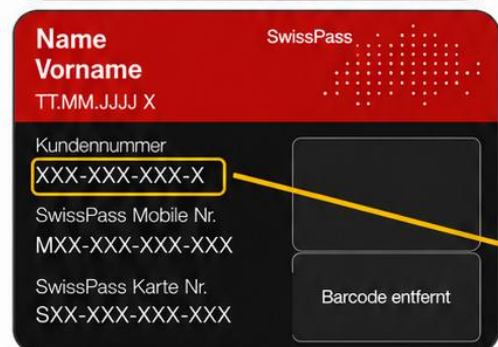 Name
Vorname
SwissPass
TT.MM.JJJJ X
Kundennummer
XXX-XXX-XXX-X
SwissPass Mobile Nr.
MXX-XXX-XXX-XXX
SwissPass Karte Nr.
SXX-XXX-XXX-XXX
Barcode entfernt